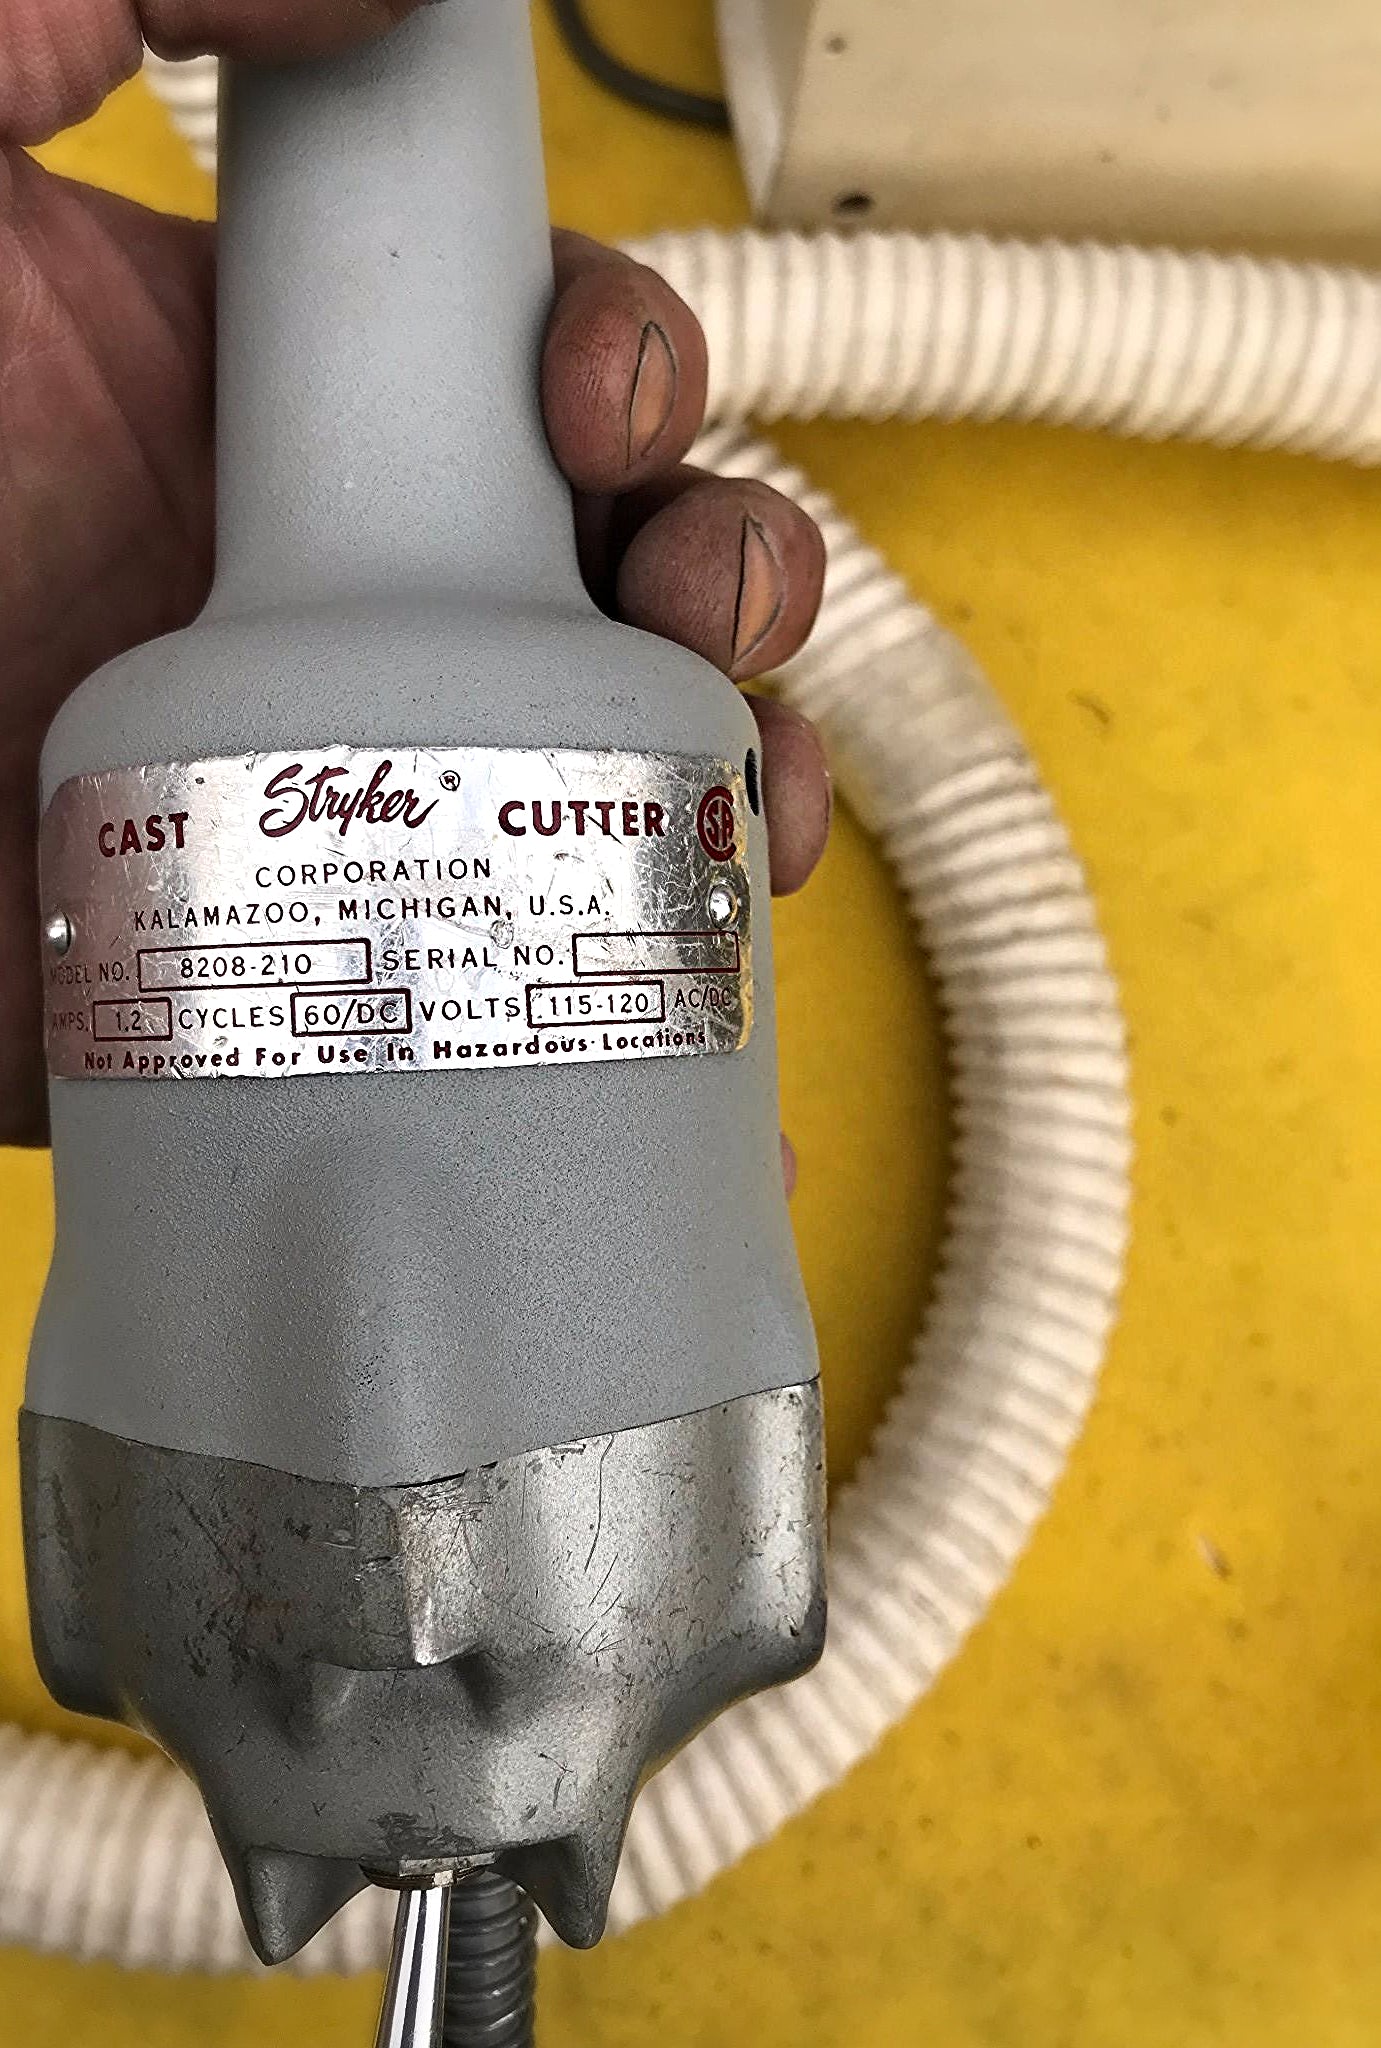 CAST Stryker® CUTTER SA
CORPORATION
KALAMAZOO, MICHIGAN, U.S.A.
MODEL NO. 8208-210 SERIAL NO.
AMPS. 1.2 CYCLES 60/DC VOLTS 115-120 AC/DC
Not Approved For Use In Hazardous Locations